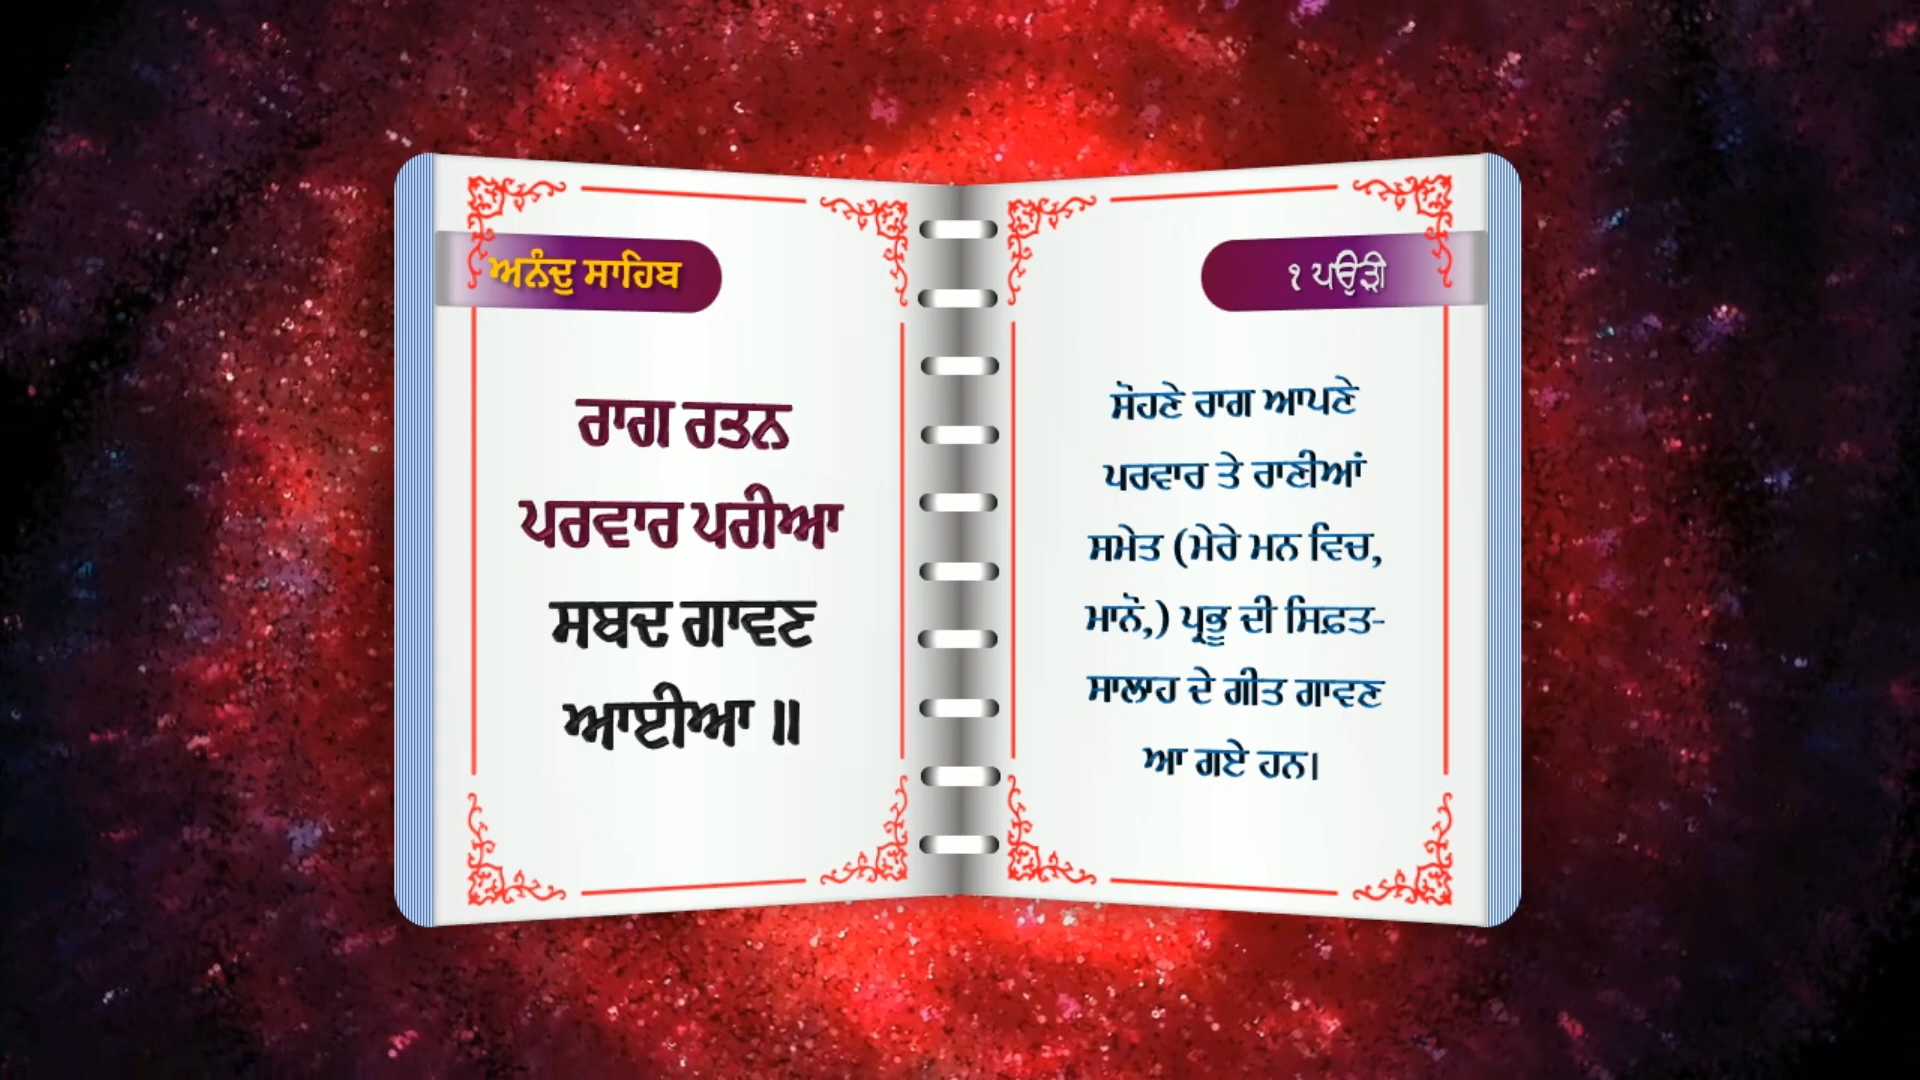 ਅਨੰਦੁ ਸਾਹਿਬ
ਰਾਗ ਰਤਨ
ਪਰਵਾਰ ਪਰੀਆ
ਸਬਦ ਗਾਵਣ
ਆਈਆ ॥
੧ ਪਉੜੀ
ਸੋਹਣੇ ਰਾਗ ਆਪਣੇ
ਪਰਵਾਰ ਤੇ ਰਾਣੀਆਂ
ਸਮੇਤ (ਮੇਰੇ ਮਨ ਵਿਚ,
ਮਾਨੋ,) ਪ੍ਰਭੂ ਦੀ ਸਿਫ਼ਤ-
ਸਾਲਾਹ ਦੇ ਗੀਤ ਗਾਵਣ
ਆ ਗਏ ਹਨ।